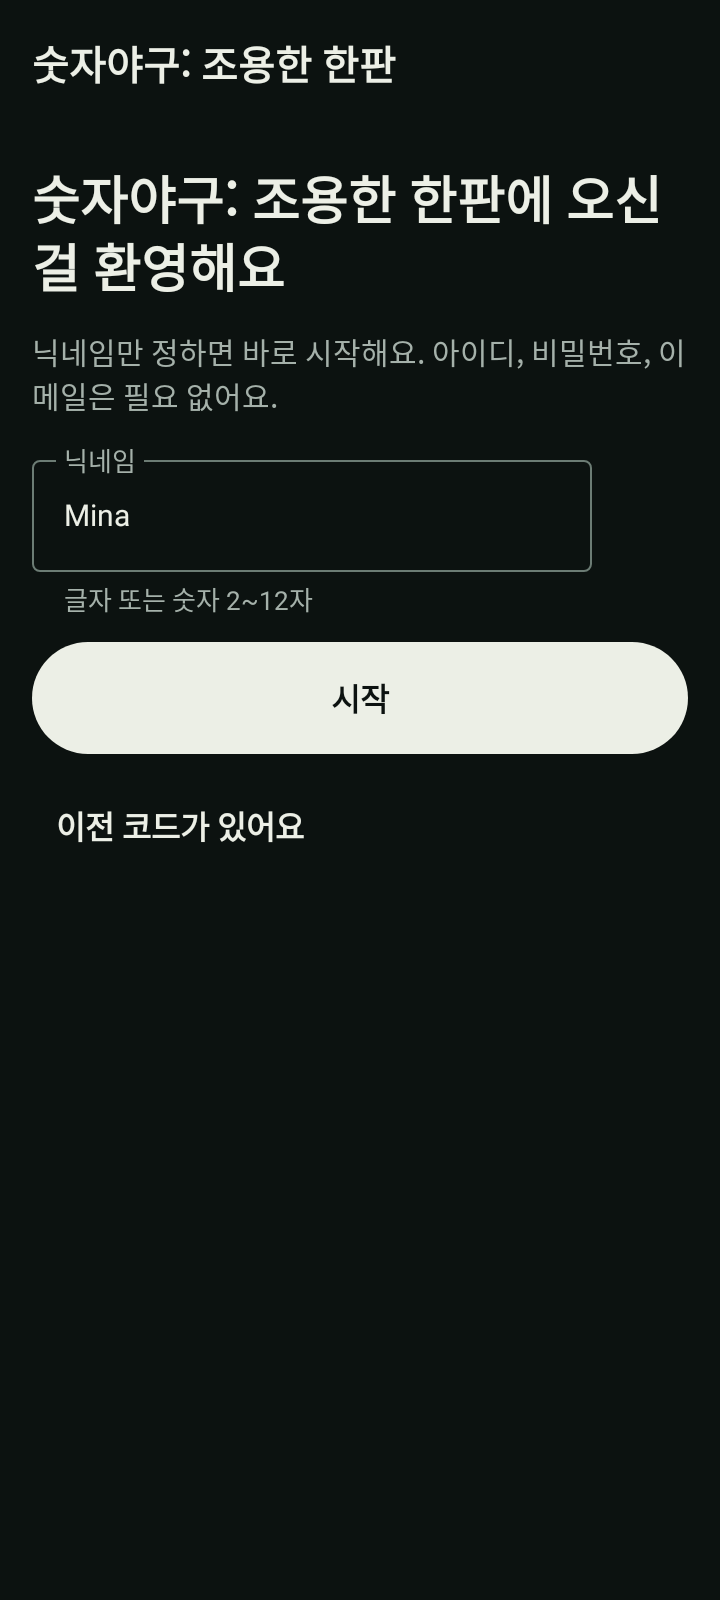 숫자야구: 조용한 한판
숫자야구: 조용한 한판에 오신
걸 환영해요
닉네임만 정하면 바로 시작해요. 아이디, 비밀번호, 이
메일은 필요 없어요.
닉네임
Mina
글자 또는 숫자 2~12자
시작
이전 코드가 있어요